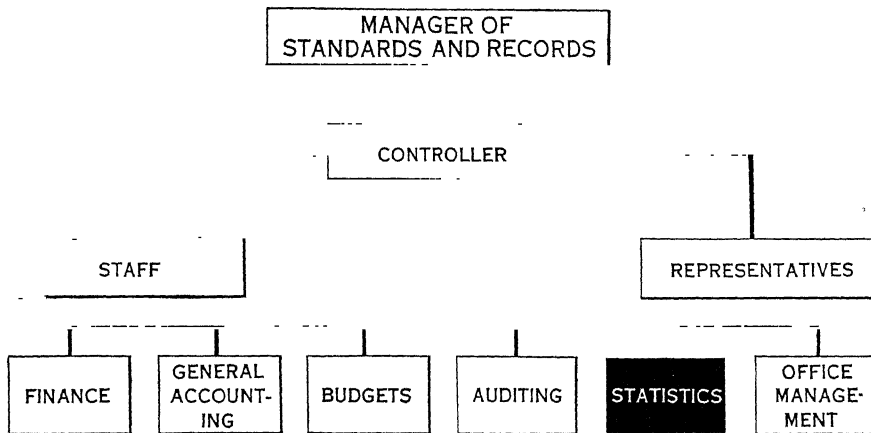 MANAGER OF
STANDARDS AND RECORDS
CONTROLLER
STAFF
REPRESENTATIVES
FINANCE
GENERAL
ACCOUNT-
ING
BUDGETS
AUDITING
STATISTICS
OFFICE
MANAGE-
MENT